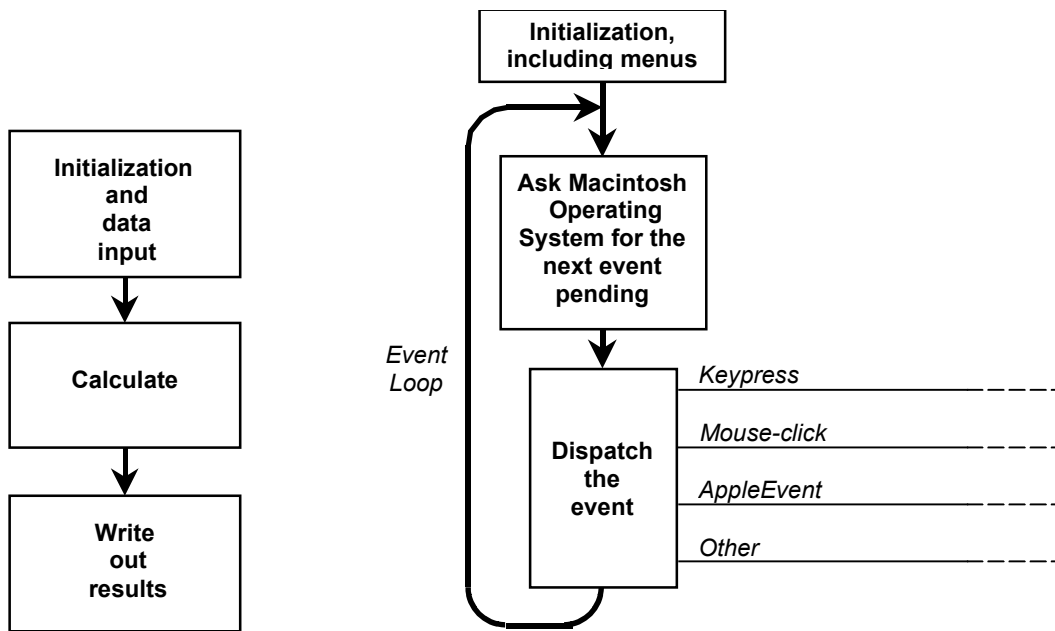 Initialization
and
data
input
Calculate
Write
out
results
Initialization,
including menus
Ask Macintosh
Operating
System for the
next event
pending
Event
Loop
Dispatch
the
event
Keypress
Mouse-click
AppleEvent
Other